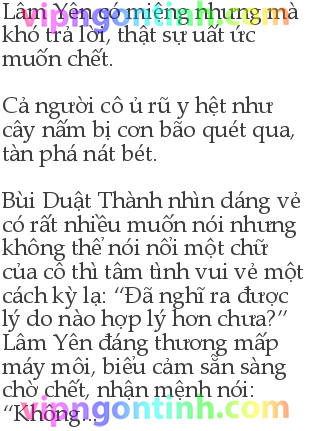 Lâm Yên có miệng nhưng mà
khó trả lời, thật sự uất ức
muốn chết.
Cả người cô ủ rũ y hệt như
cây nấm bị cơn bão quét qua,
tàn phá nát bét.
Bùi Duật Thành nhìn dáng vẻ
có rất nhiều muốn nói nhưng
không thể nói nổi một chữ
của cô thì tâm tình vui vẻ một
cách kỳ lạ: “Đã nghĩ ra được
lý do nào hợp lý hơn chưa?”
Lâm Yên đáng thương mấp
máy môi, biểu cảm sẵn sàng
chờ chết, nhận mệnh nói:
“Không...
vipngontinh.com
vipngontinh.com